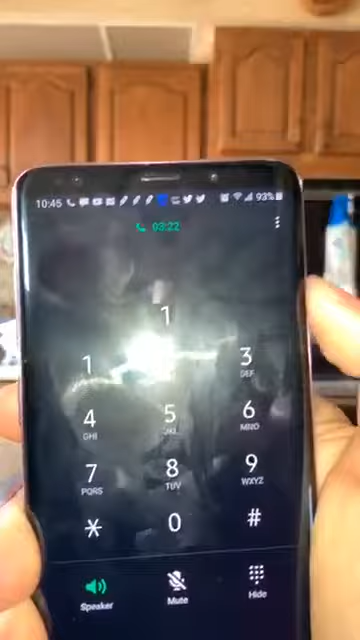 10:45 93%
03:22
1
1 3
DEF
4 5 6
GHI JKL MNO
7 8 9
PQRS TUV WXYZ
* 0 #
Speaker Mute Hide